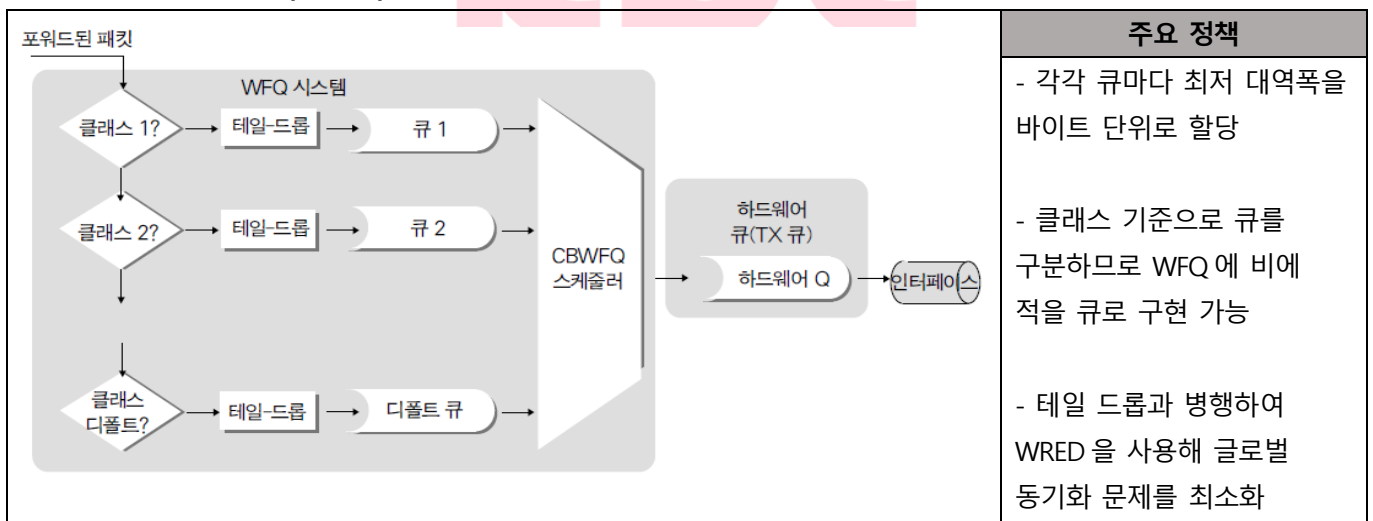 포워드된 패킷
WFQ 시스템
클래스 1?
테일-드롭
큐 1
클래스 2?
테일-드롭
큐 2
클래스
디폴트?
테일-드롭
디폴트 큐
CBWFQ
스케줄러
하드웨어
큐(TX 큐)
하드웨어 Q
인터페이스
주요 정책
- 각각 큐마다 최저 대역폭을
바이트 단위로 할당
- 클래스 기준으로 큐를
구분하므로 WFQ 에 비에
적을 큐로 구현 가능
- 테일 드롭과 병행하여
WRED 을 사용해 글로벌
동기화 문제를 최소화